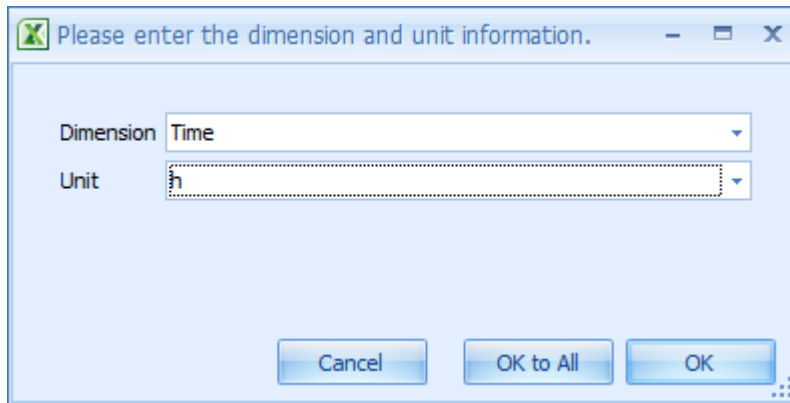 Please enter the dimension and unit information.
Dimension Time
Unit h
Cancel OK to All OK